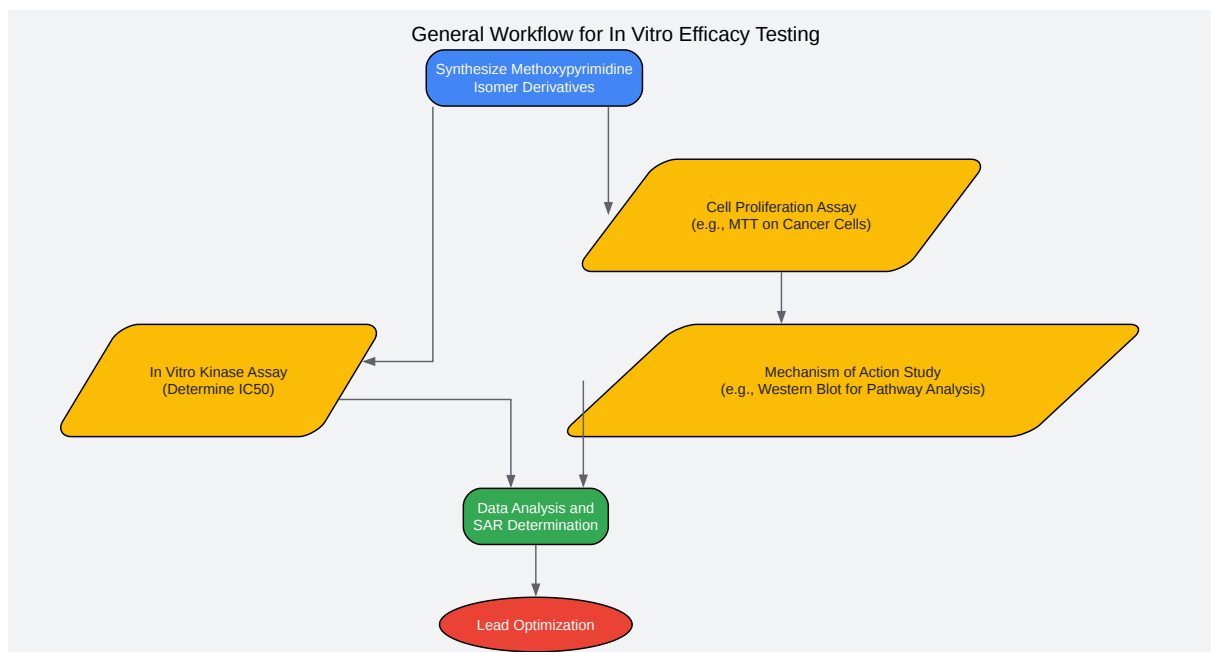 General Workflow for In Vitro Efficacy Testing
Synthesize Methoxypyrimidine
Isomer Derivatives
Cell Proliferation Assay
(e.g., MTT on Cancer Cells)
In Vitro Kinase Assay
(Determine IC50)
Mechanism of Action Study
(e.g., Western Blot for Pathway Analysis)
Data Analysis and
SAR Determination
Lead Optimization